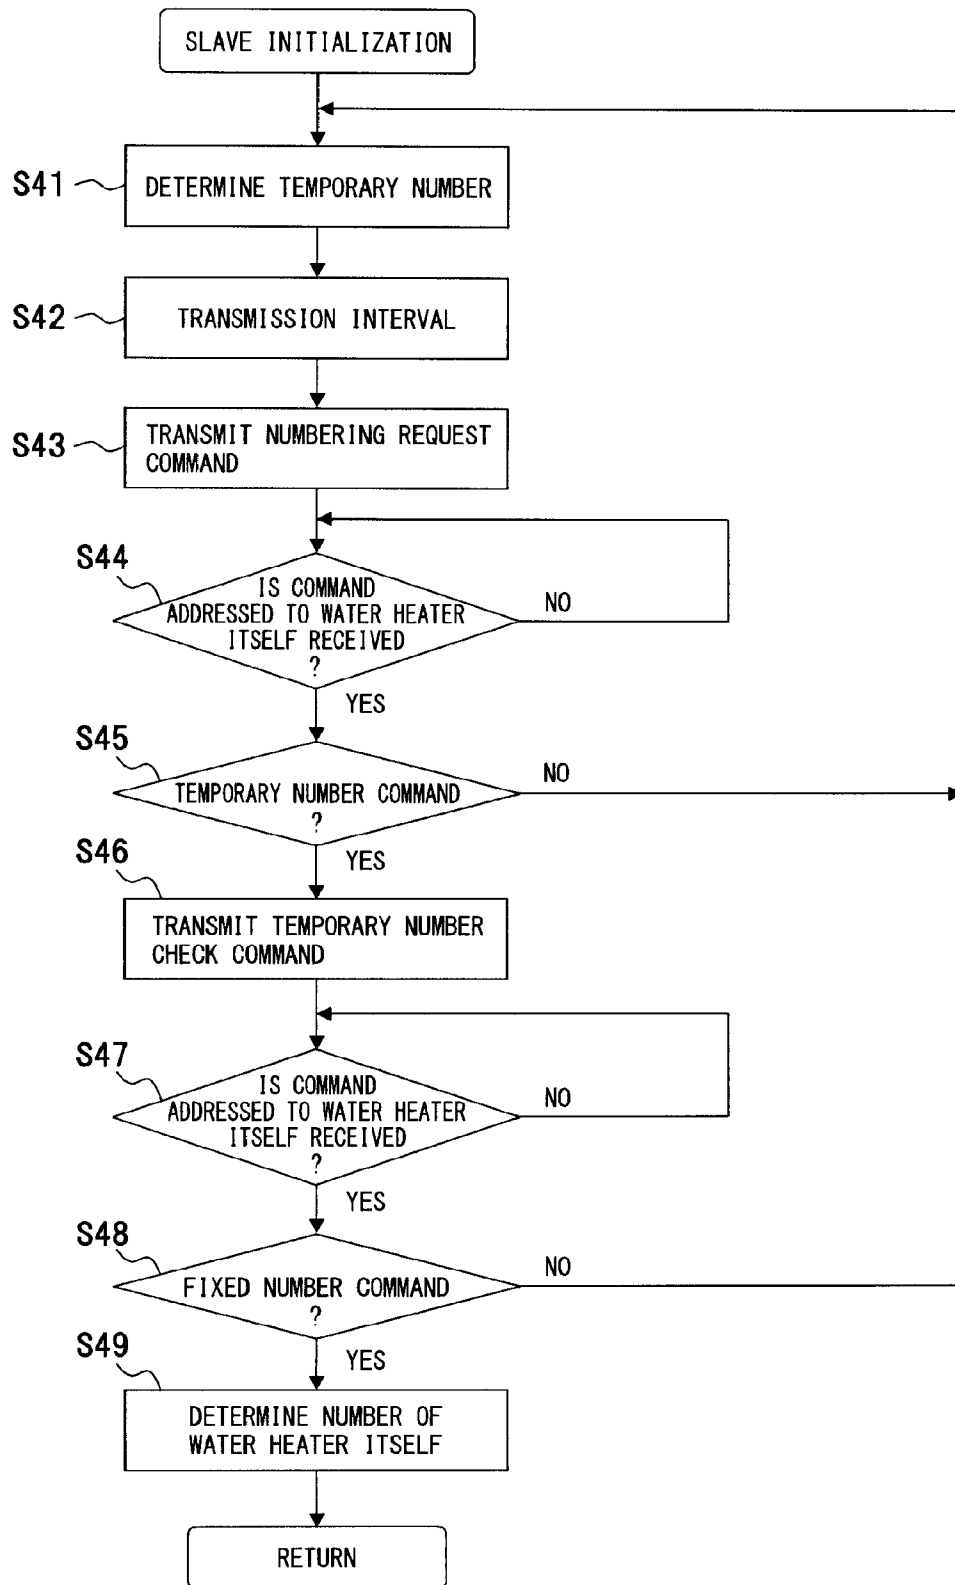 SLAVE INITIALIZATION
S41
DETERMINE TEMPORARY NUMBER
S42
TRANSMISSION INTERVAL
S43
TRANSMIT NUMBERING REQUEST
COMMAND
S44
IS COMMAND
ADDRESSED TO WATER HEATER
ITSELF RECEIVED
?
NO
YES
S45
TEMPORARY NUMBER COMMAND
?
NO
YES
S46
TRANSMIT TEMPORARY NUMBER
CHECK COMMAND
S47
IS COMMAND
ADDRESSED TO WATER HEATER
ITSELF RECEIVED
?
NO
YES
S48
FIXED NUMBER COMMAND
?
NO
YES
S49
DETERMINE NUMBER OF
WATER HEATER ITSELF
RETURN